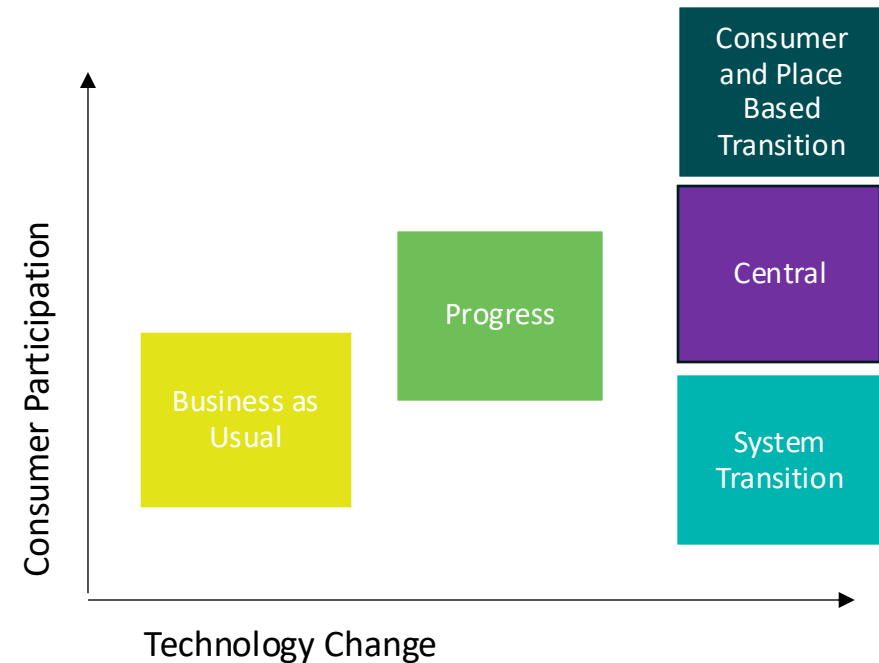 Consumer
and Place
Based
Transition
Central
Progress
Business as
Usual
System
Transition
Consumer Participation
Technology Change